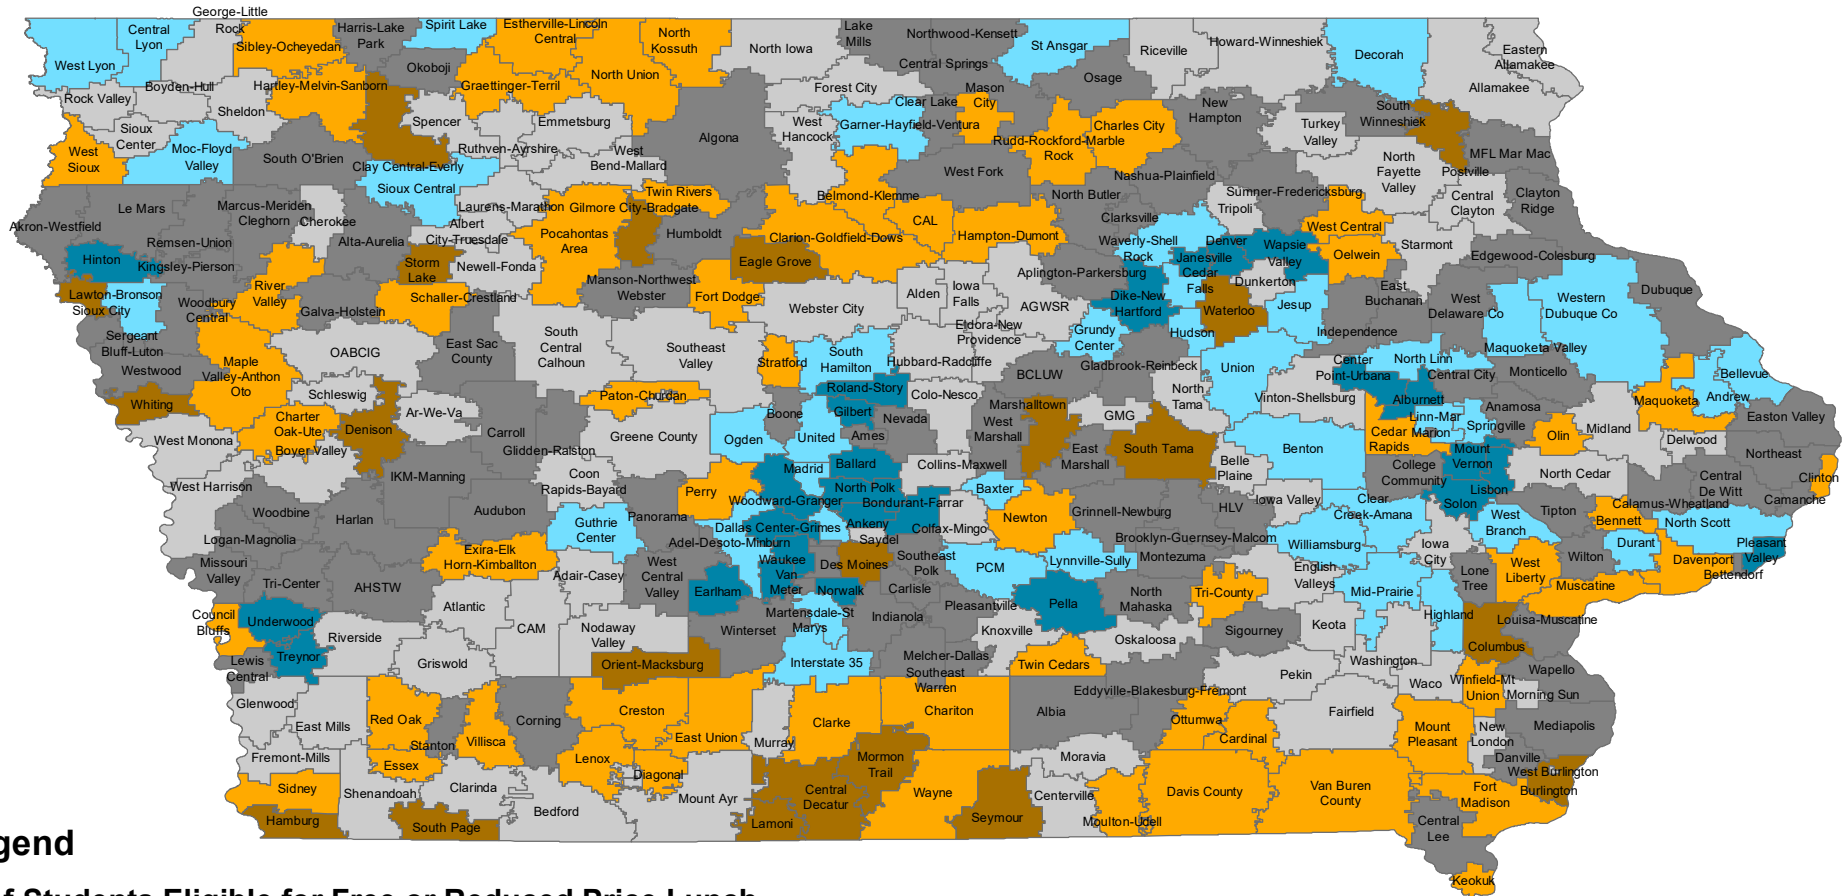 George-Little
Rock
Central
Lyon
West Lyon
Sibley-Ocheyedan
Harris-Lake
Park
Spirit Lake
Estherville-Lincoln
Central
North
Kossuth
North Iowa
Lake
Mills
Northwood-Kensett
St Ansgar
Riceville
Howard-Winneshiek
Decorah
Eastern
Allamakee
Okoboji
North Union
Central Springs
Osage
Rock Valley
Boyden-Hull
Hartley-Melvin-Sanborn
Graettinger-Terril
Forest City
Mason
City
Allamakee
Sheldon
Spencer
Emmetsburg
Clear Lake
New
Hampton
South
Winneshiek
Sioux
Center
Algona
West
Hancock
Garner-Hayfield-Ventura
Charles City
Turkey
Valley
West
Sioux
Moc-Floyd
Valley
South O'Brien
Clay Central-Everly
Ruthven-Ayrshire
West
Bend-Mallard
Rudd-Rockford-Marble
Rock
North
Fayette
Valley
MFL Mar Mac
Postville
Sioux Central
West Fork
Nashua-Plainfield
Twin Rivers
Belmond-Klemme
North Butler
Sumner-Fredericksburg
Central
Clayton
Clayton
Ridge
Akron-Westfield
Le Mars
Marcus-Meriden
Cleghorn
Cherokee
Laurens-Marathon
Gilmore City-Bradgate
Tripoli
Albert
City-Truesdale
Pocahontas
Area
Humboldt
CAL
Clarksville
West Central
Remsen-Union
Alta-Aurelia
Clarion-Goldfield-Dows
Hampton-Dumont
Waverly-Shell
Rock
Denver
Wapsie
Valley
Starmont
Hinton
Kingsley-Pierson
Storm
Lake
Newell-Fonda
Eagle Grove
Janesville
Oelwein
Edgewood-Colesburg
Lawton-Bronson
Sioux City
River
Valley
Manson-Northwest
Webster
Aplington-Parkersburg
Cedar
Falls
Dunkerton
Woodbury
Central
Schaller-Crestland
Fort Dodge
Alden
Iowa
Falls
Dike-New
Hartford
Jesup
East
Buchanan
West
Delaware Co
Western
Dubuque Co
Dubuque
Galva-Holstein
Webster City
AGWSR
Waterloo
Sergeant
Bluff-Luton
OABCIG
East Sac
County
South
Central
Calhoun
Southeast
Valley
Eldora-New
Providence
Grundy
Center
Hudson
Independence
Westwood
Maple
Valley-Anthon
Oto
Stratford
South
Hamilton
Hubbard-Radcliffe
Gladbrook-Reinbeck
Union
Center
Point-Urbana
North Linn
Maquoketa Valley
BCLUW
Central City
Monticello
Bellevue
Whiting
Schleswig
Paton-Churdan
Roland-Story
Colo-Nesco
North
Tama
Vinton-Shellsburg
Alburnett
Maquoketa
Andrew
Charter
Oak-Ute
Denison
Ar-We-Va
Boone
Gilbert
Nevada
Marshalltown
GMG
Linn-Mar
Anamosa
Easton Valley
West Monona
Boyer Valley
Carroll
Glidden-Ralston
Greene County
Ogden
United
Ames
West
Marshall
East
Marshall
South Tama
Benton
Cedar
Rapids
Marion
Springville
Olin
Midland
Delwood
IKM-Manning
Coon
Rapids-Bayard
Madrid
Ballard
Collins-Maxwell
Belle
Plaine
College
Community
Mount
Vernon
North Cedar
Northeast
West Harrison
Perry
North Polk
Baxter
Iowa Valley
Clear
Creek-Amana
Lisbon
Solon
Central
De Witt
Clinton
Camanche
Woodbine
Harlan
Audubon
Guthrie
Center
Panorama
Woodward-Granger
Bondurant-Farrar
Newton
Grinnell-Newburg
HLV
West
Branch
Tipton
Calamus-Wheatland
Bennett
North Scott
Logan-Magnolia
Dallas Center-Grimes
Ankeny
Saydel
Colfax-Mingo
Brooklyn-Guernsey-Malcom
Williamsburg
Iowa
City
Durant
Pleasant
Valley
Missouri
Valley
Exira-Elk
Horn-Kimballton
Adel-Desoto-Minburn
Waukee
Van
Meter
Des Moines
Southeast
Polk
PCM
Lynnville-Sully
Montezuma
Wilton
Davenport
Bettendorf
Tri-Center
AHSTW
Adair-Casey
West
Central
Valley
Earlham
Norwalk
Carlisle
Pella
North
Mahaska
Tri-County
English
Valleys
Mid-Prairie
Lone
Tree
West
Liberty
Muscatine
Council
Bluffs
Underwood
Atlantic
Martensdale-St
Marys
Indianola
Pleasantville
Highland
Louisa-Muscatine
Treynor
Riverside
CAM
Nodaway
Valley
Winterset
Knoxville
Oskaloosa
Sigourney
Keota
Columbus
Lewis
Central
Griswold
Orient-Macksburg
Interstate 35
Melcher-Dallas
Southeast
Warren
Twin Cedars
Pekin
Washington
Waco
Winfield-Mt
Union
Wapello
Morning Sun
Glenwood
East Mills
Red Oak
Stanton
Villisca
Corning
Creston
East Union
Murray
Clarke
Chariton
Albia
Eddyville-Blakesburg-Fremont
Ottumwa
Cardinal
Fairfield
Mount
Pleasant
New
London
Mediapolis
Fremont-Mills
Essex
Lenox
Diagonal
Mormon
Trail
Moravia
Danville
West Burlington
Burlington
Sidney
Shenandoah
Clarinda
Bedford
Mount Ayr
Central
Decatur
Wayne
Centerville
Davis County
Van Buren
County
Fort
Madison
Hamburg
South Page
Lamoni
Seymour
Moulton-Udell
Central
Lee
Keokuk
gend
of Students Eligible for Free or Reduced Price Lunch